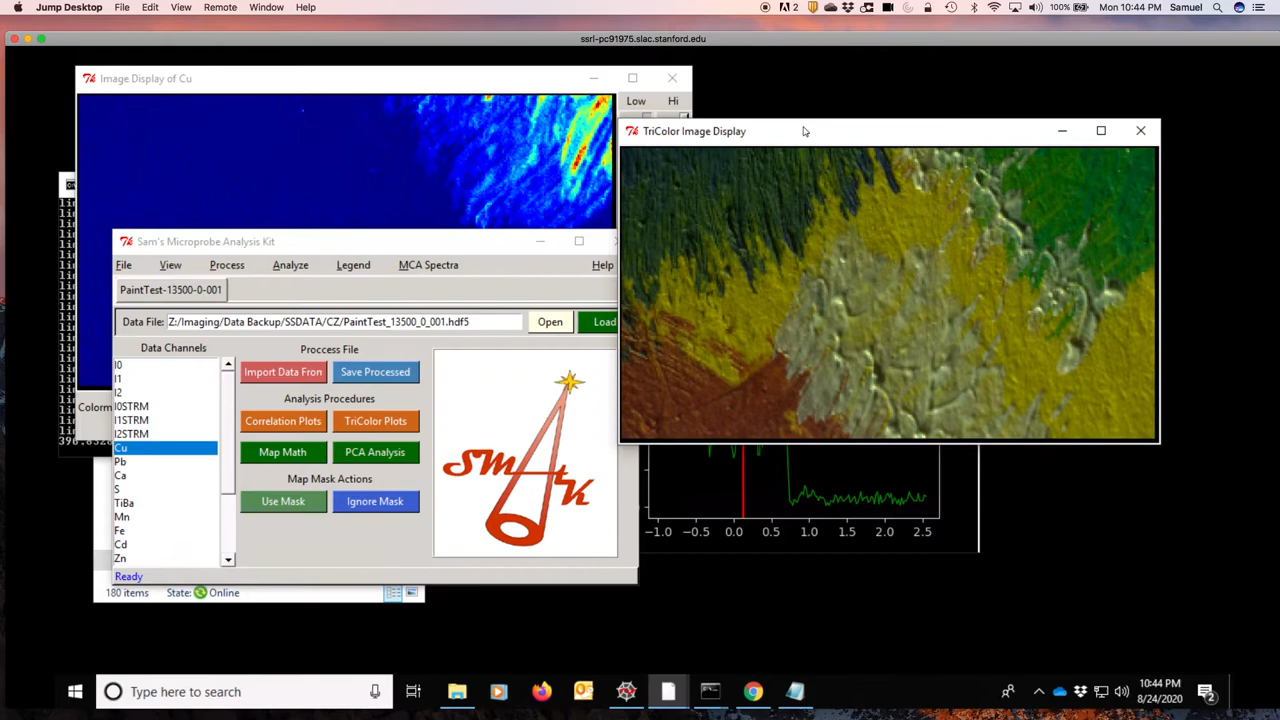 Jump Desktop File Edit View Remote Window Help 2 100% Mon 10:44 PM Samuel
ssrl-pc91975.slac.stanford.edu
Image Display of Cu
Low Hi
TriColor Image Display
Sam's Microprobe Analysis Kit
File View Process Analyze Legend MCA Spectra Help
PaintTest-13500-0-001
Data File: Z:/Imaging/Data Backup/SSDATA/CZ/PaintTest_13500_0_001.hdf5 Open Load
Data Channels
I0
I1
I2
I0STRM
I1STRM
I2STRM
Cu
Pb
Ca
S
TiBa
Mn
Fe
Cd
Zn
Proccess File
Import Data Fron Save Processed
Analysis Procedures
Correlation Plots TriColor Plots
Map Math PCA Analysis
Map Mask Actions
Use Mask Ignore Mask
SMAK
Ready
-1.0 -0.5 0.0 0.5 1.0 1.5 2.0 2.5
180 items State: Online
Type here to search
10:44 PM
8/24/2020
2